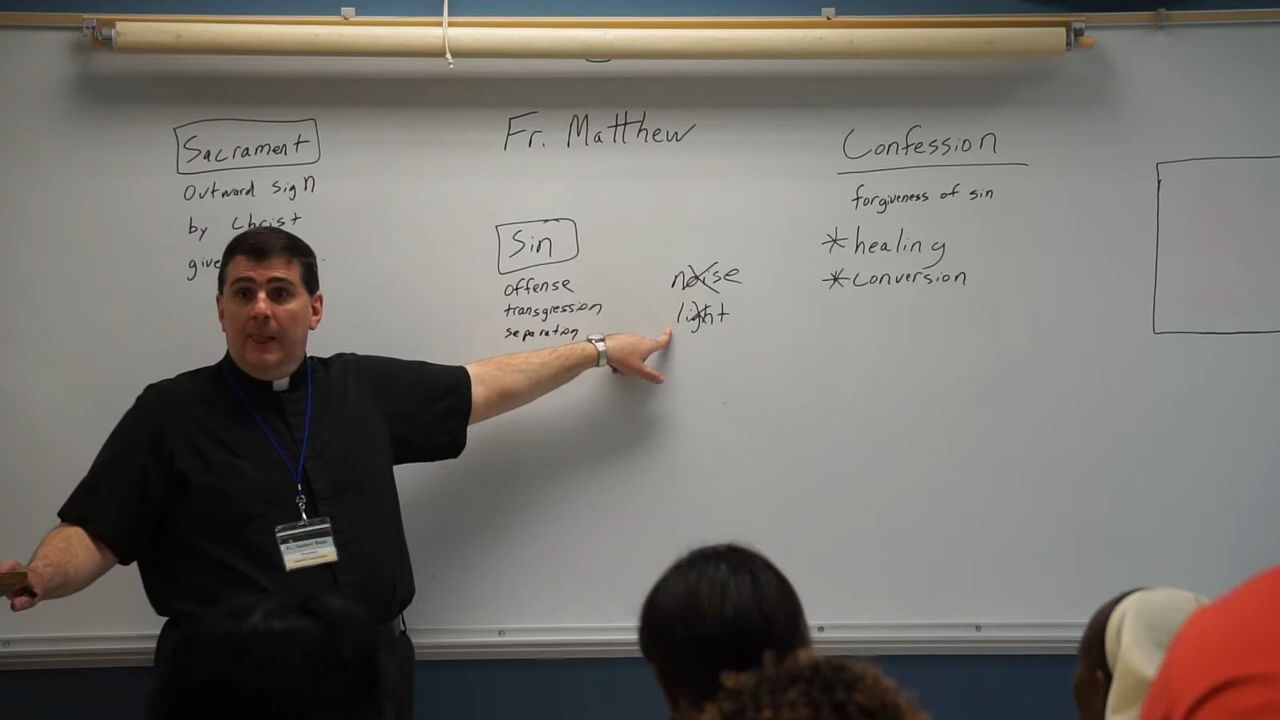 Fr. Matthew
Sacrament
Outward sign
by Christ
give
Sin
offense
transgression
separation
noise
light
Confession
forgiveness of sin
* healing
* Conversion